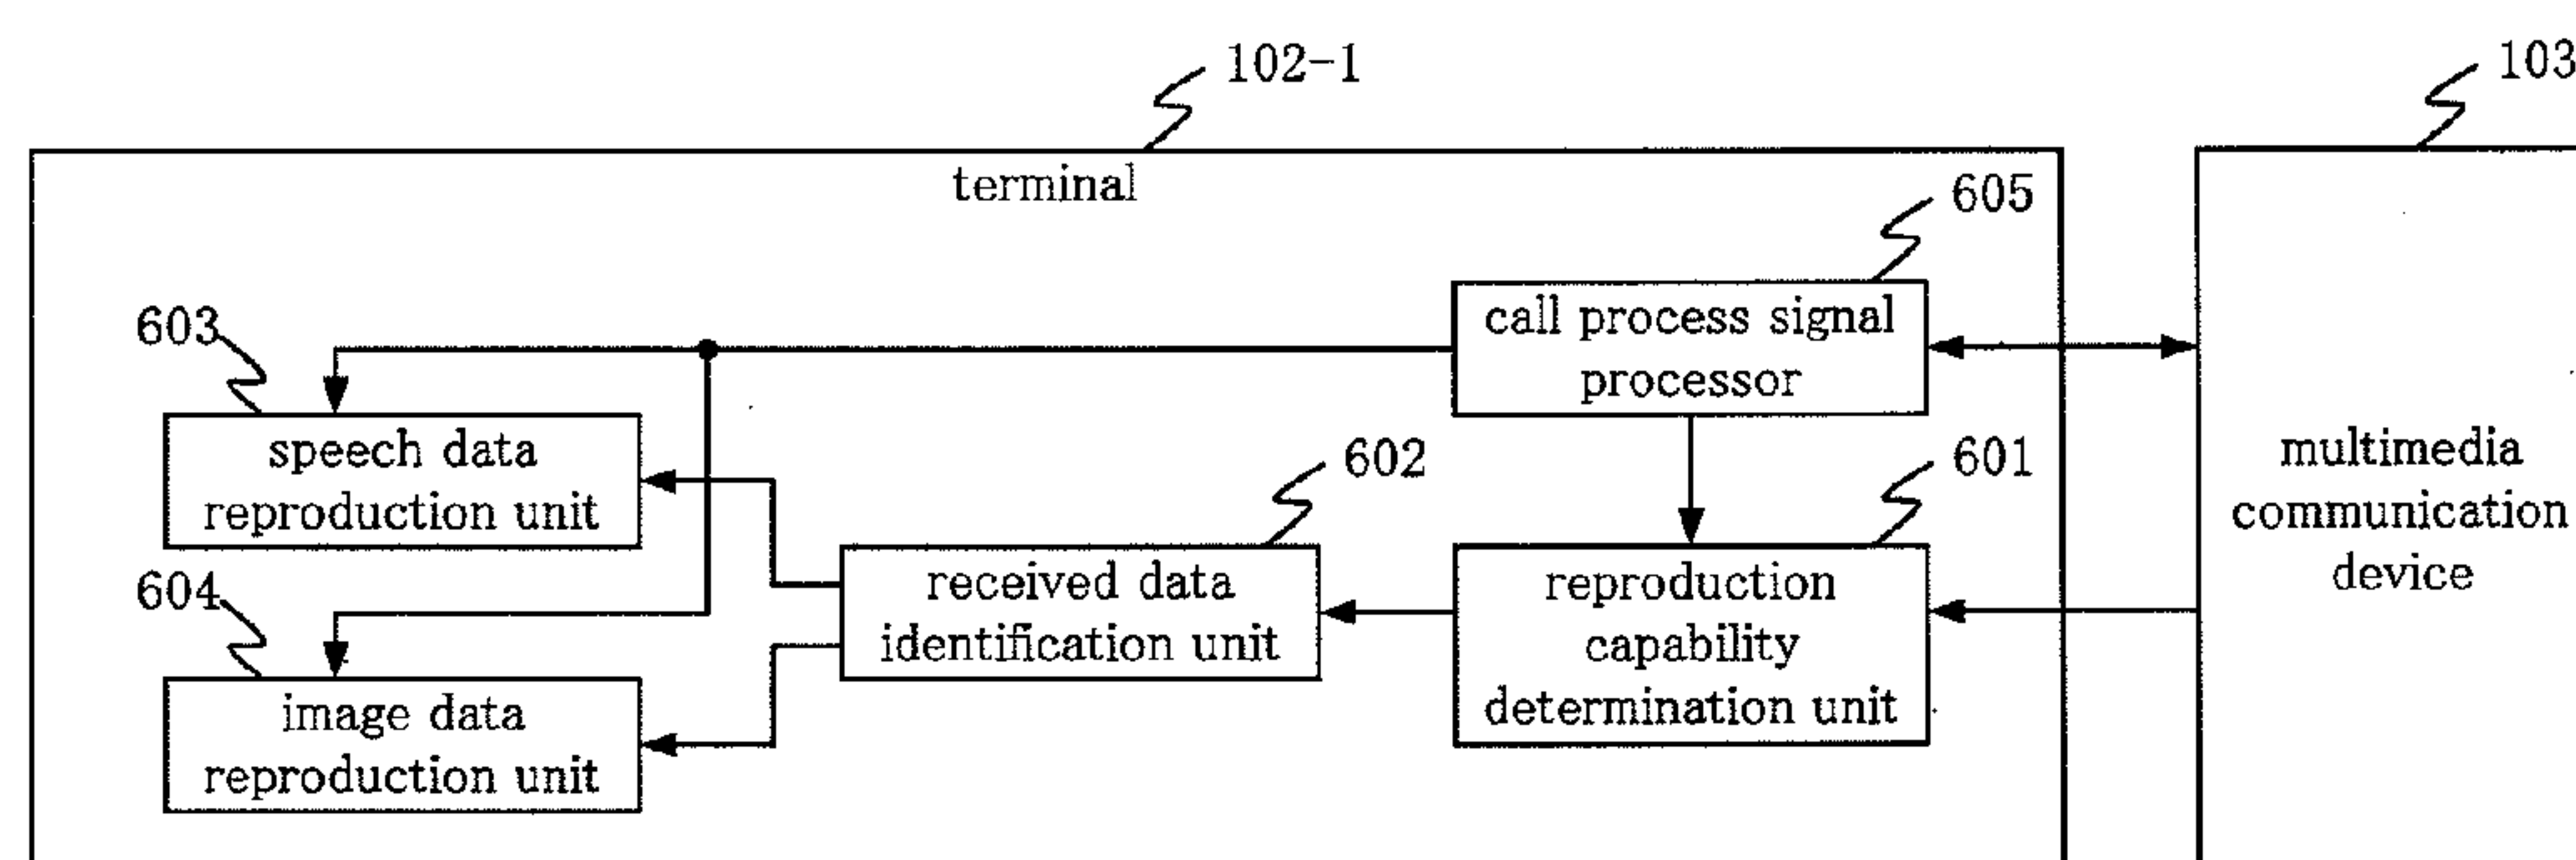 102-1
103
terminal
605
call process signal
processor
603
speech data
reproduction unit
602
received data
identification unit
601
reproduction
capability
determination unit
604
image data
reproduction unit
multimedia
communication
device